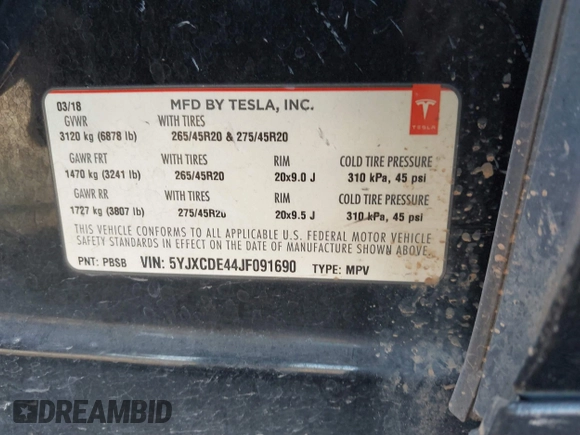 03/18 MFD BY TESLA, INC.
GVWR WITH TIRES
3120 kg (6878 lb) 265/45R20 & 275/45R20
GAWR FRT WITH TIRES RIM COLD TIRE PRESSURE
1470 kg (3241 lb) 265/45R20 20x9.0 J 310 kPa, 45 psi
GAWR RR WITH TIRES RIM COLD TIRE PRESSURE
1727 kg (3807 lb) 275/45R20 20x9.5 J 310 kPa, 45 psi
THIS VEHICLE CONFORMS TO ALL APPLICABLE U.S. FEDERAL MOTOR VEHICLE
SAFETY STANDARDS IN EFFECT ON DATE OF MANUFACTURE SHOWN ABOVE.
PNT: PBSB VIN: 5YJXCDE44JF091690 TYPE: MPV
TESLA
DREAMBID